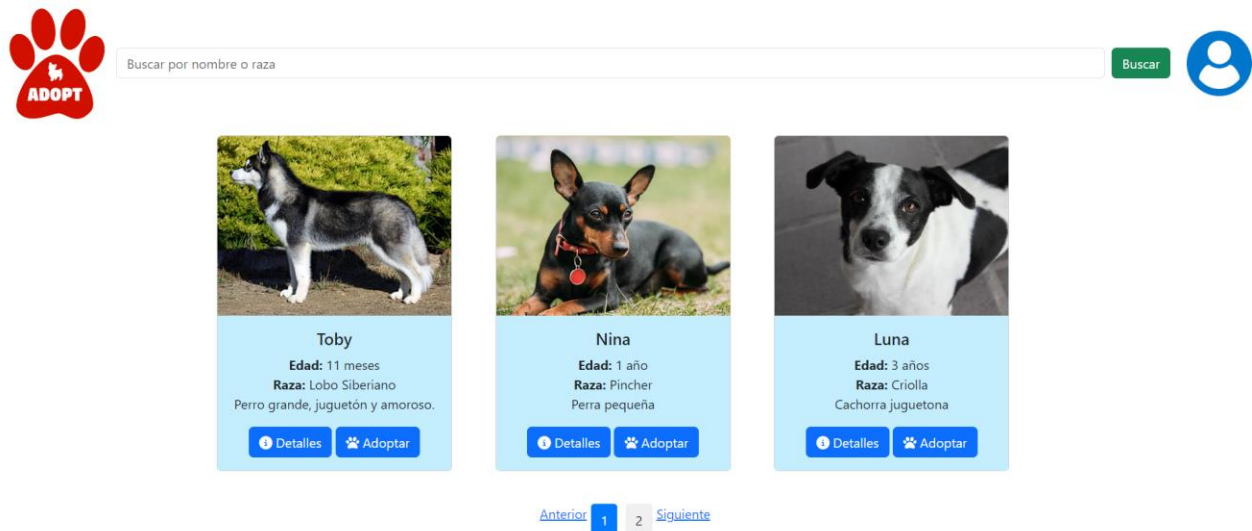 ADOPT
Buscar por nombre o raza
Buscar
Toby
Edad: 11 meses
Raza: Lobo Siberiano
Perro grande, juguetón y amoroso.
Detalles
Adoptar
Nina
Edad: 1 año
Raza: Pincher
Perra pequeña
Detalles
Adoptar
Luna
Edad: 3 años
Raza: Criolla
Cachorra juguetona
Detalles
Adoptar
Anterior 1 2 Siguiente